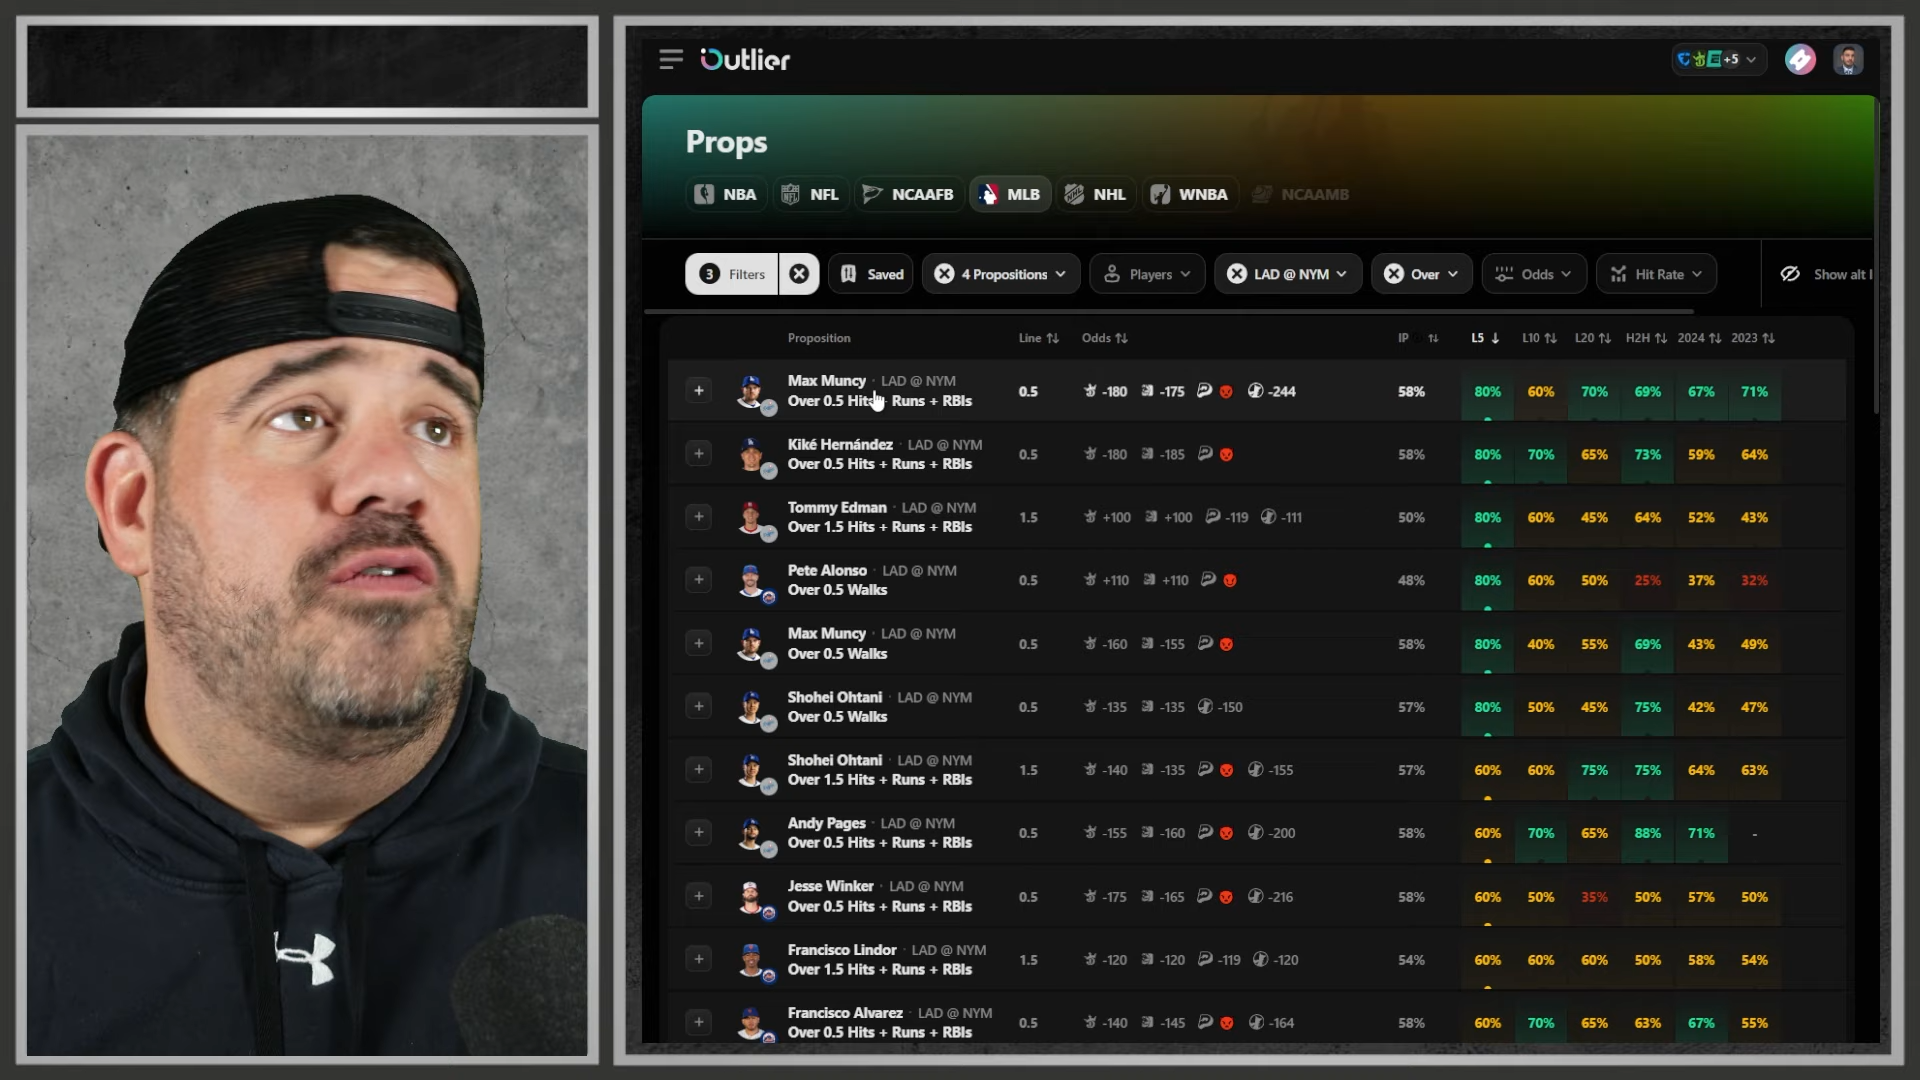 Outlier
+5
Props
NBA
NFL
NCAAFB
MLB
NHL
WNBA
NCAAMB
3 Filters
Saved
4 Propositions
Players
LAD @ NYM
Over
Odds
Hit Rate
Show alt l
Proposition Line Odds IP L5 L10 L20 H2H 2024 2023
Max Muncy · LAD @ NYM
Over 0.5 Hits + Runs + RBIs
0.5 -180 -175 -244 58% 80% 60% 70% 69% 67% 71%
Kiké Hernández · LAD @ NYM
Over 0.5 Hits + Runs + RBIs
0.5 -180 -185 58% 80% 70% 65% 73% 59% 64%
Tommy Edman · LAD @ NYM
Over 1.5 Hits + Runs + RBIs
1.5 +100 +100 -119 -111 50% 80% 60% 45% 64% 52% 43%
Pete Alonso · LAD @ NYM
Over 0.5 Walks
0.5 +110 +110 48% 80% 60% 50% 25% 37% 32%
Max Muncy · LAD @ NYM
Over 0.5 Walks
0.5 -160 -155 58% 80% 40% 55% 69% 43% 49%
Shohei Ohtani · LAD @ NYM
Over 0.5 Walks
0.5 -135 -135 -150 57% 80% 50% 45% 75% 42% 47%
Shohei Ohtani · LAD @ NYM
Over 1.5 Hits + Runs + RBIs
1.5 -140 -135 -155 57% 60% 60% 75% 75% 64% 63%
Andy Pages · LAD @ NYM
Over 0.5 Hits + Runs + RBIs
0.5 -155 -160 -200 58% 60% 70% 65% 88% 71% -
Jesse Winker · LAD @ NYM
Over 0.5 Hits + Runs + RBIs
0.5 -175 -165 -216 58% 60% 50% 35% 50% 57% 50%
Francisco Lindor · LAD @ NYM
Over 1.5 Hits + Runs + RBIs
1.5 -120 -120 -119 -120 54% 60% 60% 60% 50% 58% 54%
Francisco Alvarez · LAD @ NYM
Over 0.5 Hits + Runs + RBIs
0.5 -140 -145 -164 58% 60% 70% 65% 63% 67% 55%